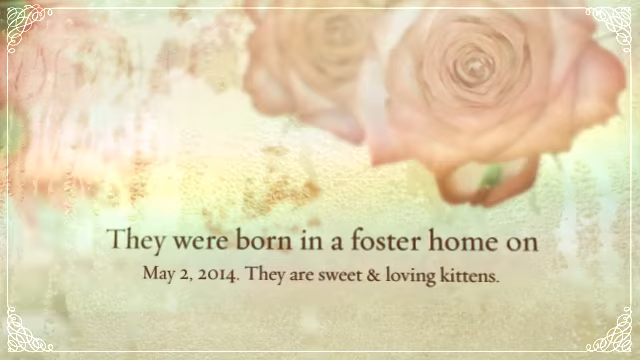 They were born in a foster home on
May 2, 2014. They are sweet & loving kittens.